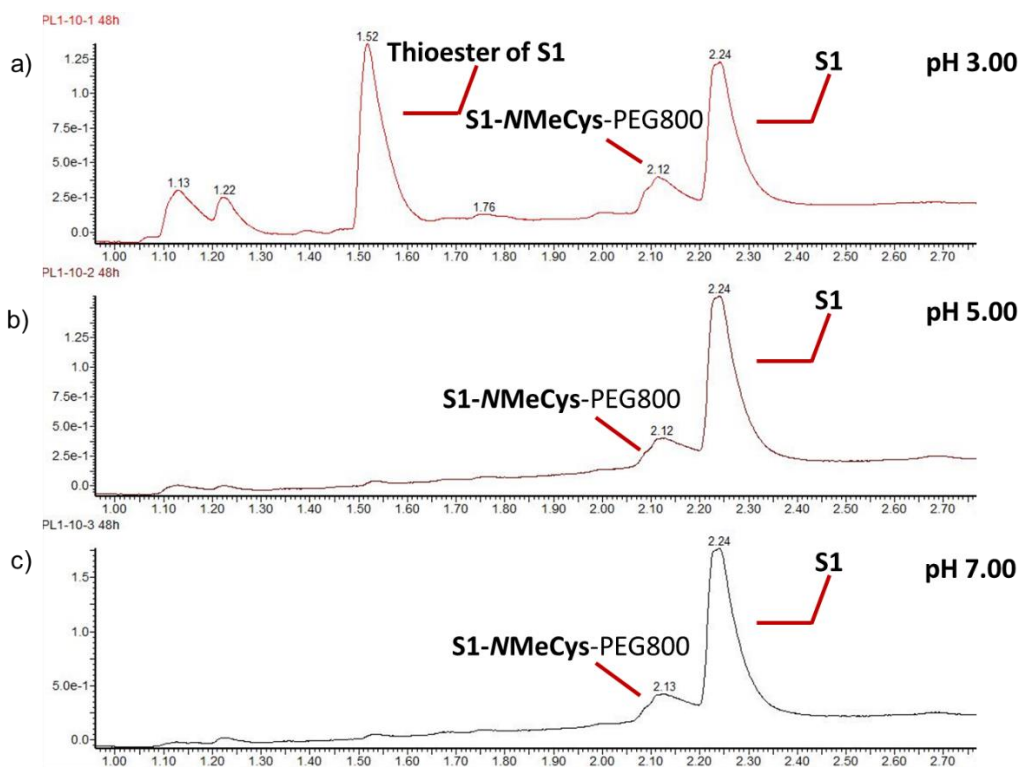 PL1-10-1 48h
a)
1.52
Thioester of S1
2.24
S1
pH 3.00
S1-NMeCys-PEG800
2.12
1.13
1.22
1.76
1.25
1.0
7.5e-1
5.0e-1
2.5e-1
0.0
1.00 1.10 1.20 1.30 1.40 1.50 1.60 1.70 1.80 1.90 2.00 2.10 2.20 2.30 2.40 2.50 2.60 2.70
PL1-10-2 48h
b)
2.24
S1
pH 5.00
S1-NMeCys-PEG800
2.12
1.25
1.0
7.5e-1
5.0e-1
2.5e-1
0.0
1.00 1.10 1.20 1.30 1.40 1.50 1.60 1.70 1.80 1.90 2.00 2.10 2.20 2.30 2.40 2.50 2.60 2.70
PL1-10-3 48h
c)
2.24
S1
pH 7.00
S1-NMeCys-PEG800
2.13
1.5
1.0
5.0e-1
0.0
1.00 1.10 1.20 1.30 1.40 1.50 1.60 1.70 1.80 1.90 2.00 2.10 2.20 2.30 2.40 2.50 2.60 2.70